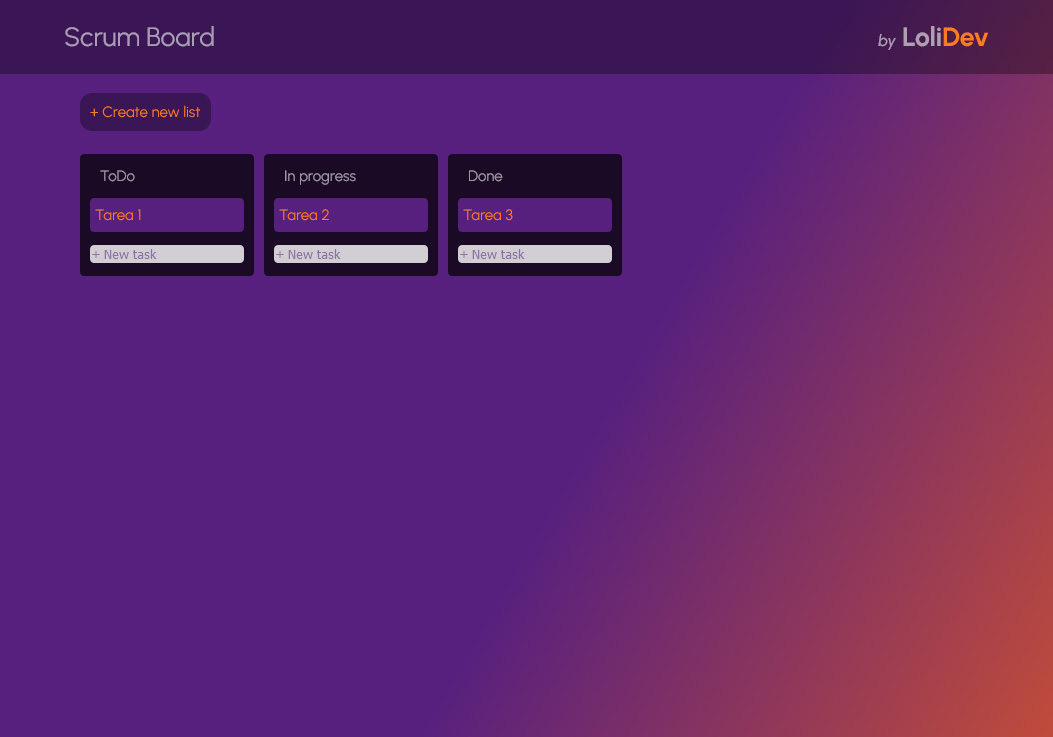 Scrum Board
by LoliDev
+ Create new list
ToDo
In progress
Done
Tarea 1
Tarea 2
Tarea 3
+ New task
+ New task
+ New task